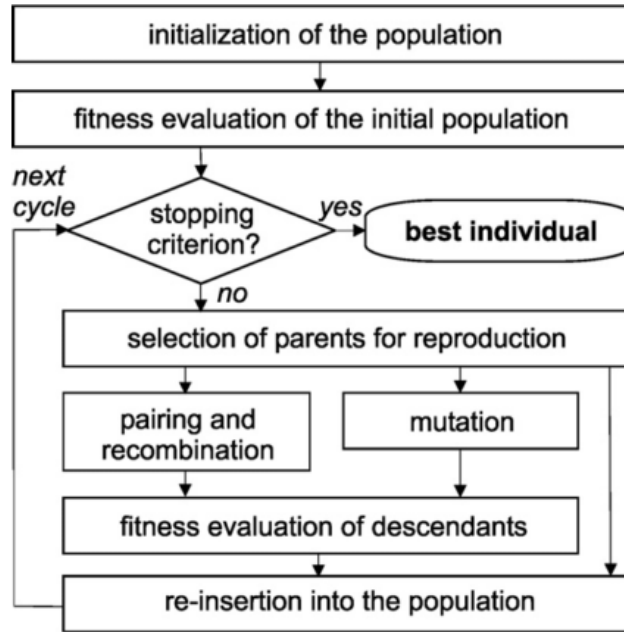 initialization of the population
fitness evaluation of the initial population
next
cycle
stopping
criterion?
yes
best individual
no
selection of parents for reproduction
pairing and
recombination
mutation
fitness evaluation of descendants
re-insertion into the population